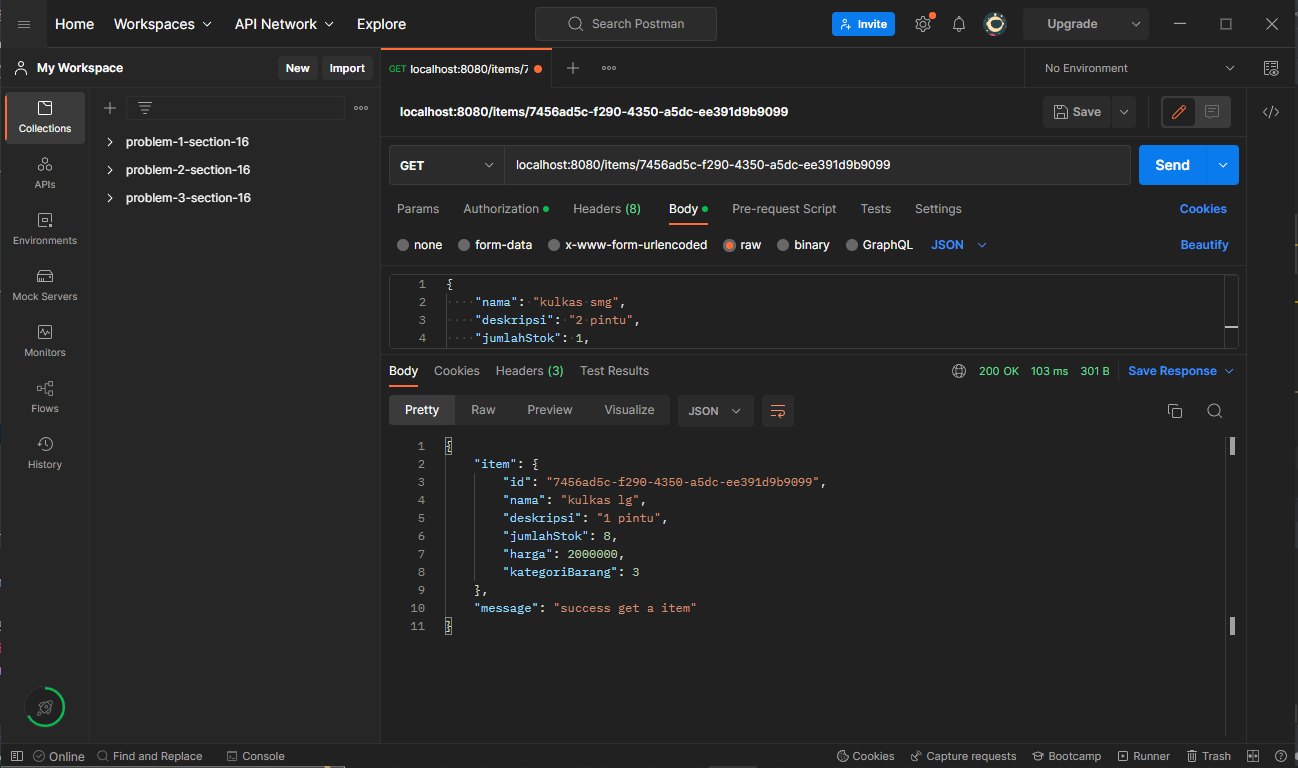 Home Workspaces API Network Explore Search Postman Invite Upgrade
My Workspace New Import GET localhost:8080/items/7 No Environment
Collections
APIs
Environments
Mock Servers
Monitors
Flows
History
problem-1-section-16
problem-2-section-16
problem-3-section-16
localhost:8080/items/7456ad5c-f290-4350-a5dc-ee391d9b9099 Save
GET localhost:8080/items/7456ad5c-f290-4350-a5dc-ee391d9b9099 Send
Params Authorization Headers (8) Body Pre-request Script Tests Settings Cookies
none form-data x-www-form-urlencoded raw binary GraphQL JSON Beautify
1 {
2 "nama": "kulkas smg",
3 "deskripsi": "2 pintu",
4 "jumlahStok": 1,
Body Cookies Headers (3) Test Results 200 OK 103 ms 301 B Save Response
Pretty Raw Preview Visualize JSON
1 {
2 "item": {
3 "id": "7456ad5c-f290-4350-a5dc-ee391d9b9099",
4 "nama": "kulkas lg",
5 "deskripsi": "1 pintu",
6 "jumlahStok": 8,
7 "harga": 2000000,
8 "kategoriBarang": 3
9 },
10 "message": "success get a item"
11 }
Online Find and Replace Console Cookies Capture requests Bootcamp Runner Trash